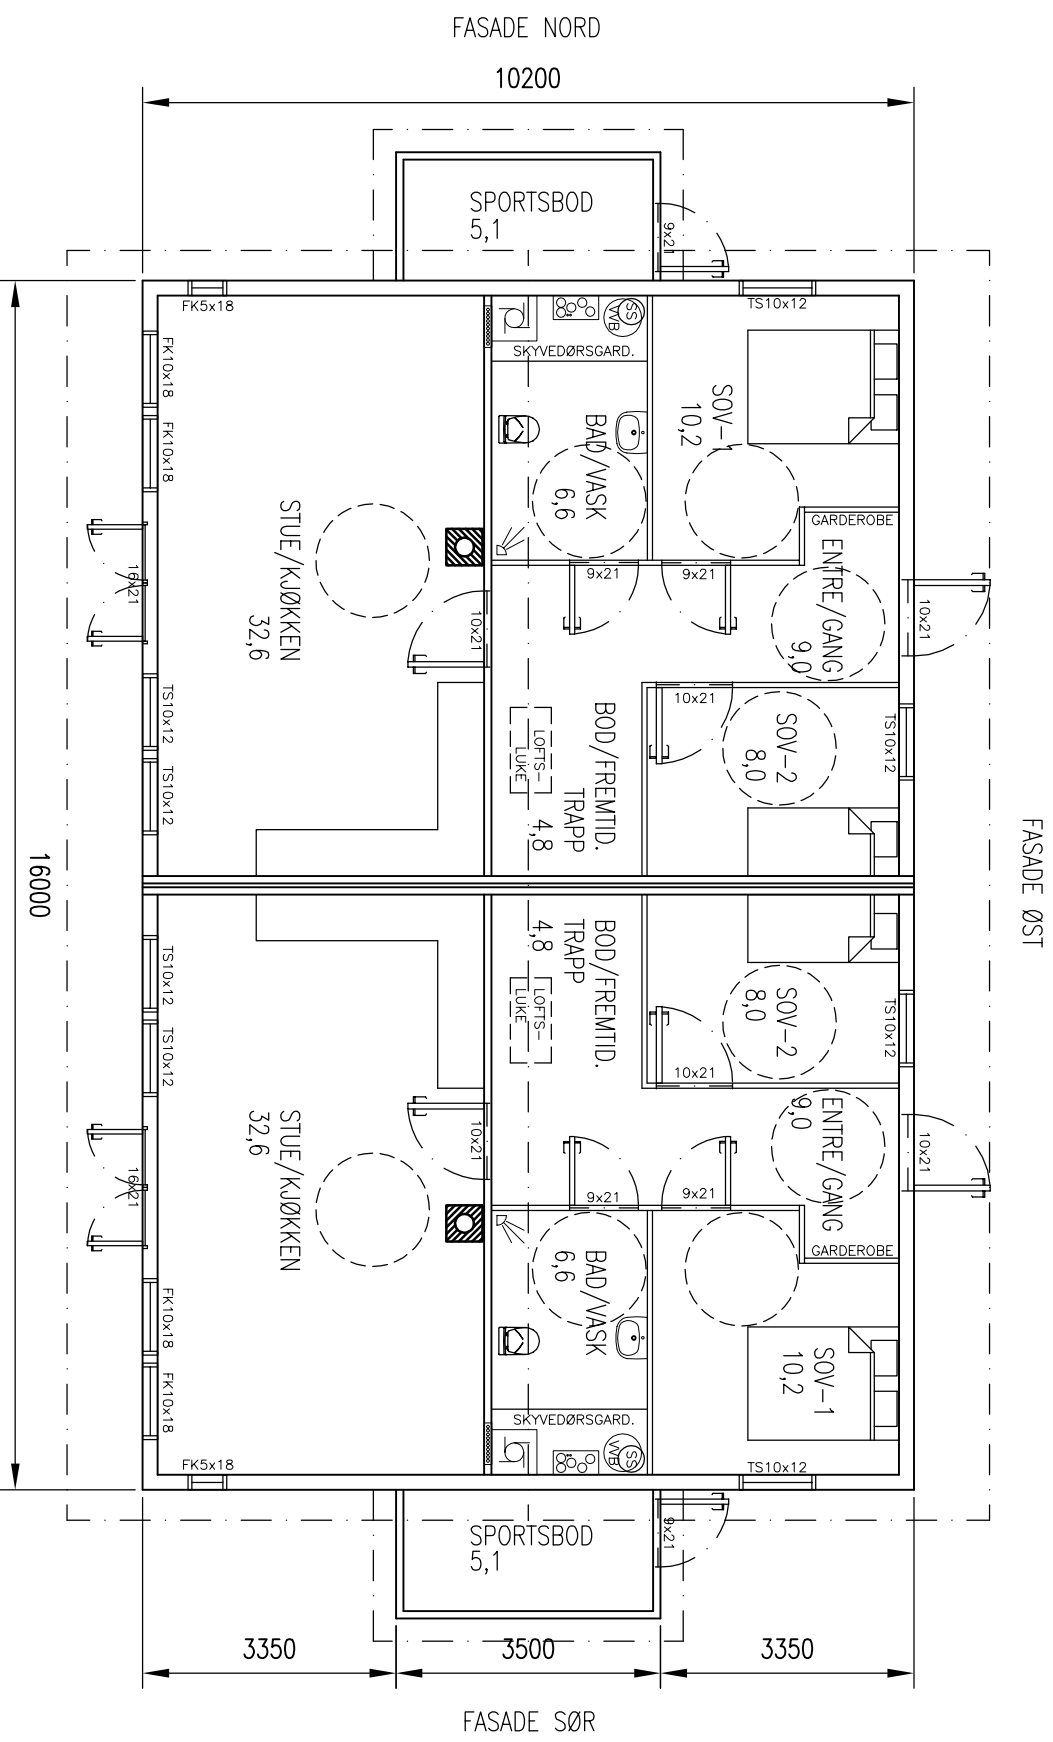 FASADE NORD
10200
SPORTSBOD
5,1
9x21
FK5x18
TS10x12
FK10x18
FK10x18
SKYVEDØRSGARD.
SS
VVB
SOV-1
10,2
BAD/VASK
6,6
GARDEROBE
ENTRE/GANG
9,0
STUE/KJØKKEN
32,6
9x21
9x21
16x21
10x21
10x21
10x21
TS10x12
TS10x12
TS10x12
SOV-2
8,0
BOD/FREMTID.
TRAPP
4,8
LOFTS-
LUKE
16000
FASADE ØST
BOD/FREMTID.
TRAPP
4,8
LOFTS-
LUKE
SOV-2
8,0
TS10x12
TS10x12
TS10x12
10x21
10x21
10x21
16x21
ENTRE/GANG
9,0
STUE/KJØKKEN
32,6
9x21
9x21
GARDEROBE
BAD/VASK
6,6
SOV-1
10,2
FK10x18
FK10x18
SKYVEDØRSGARD.
SS
VVB
FK5x18
TS10x12
SPORTSBOD
5,1
9x21
3350
3500
3350
FASADE SØR